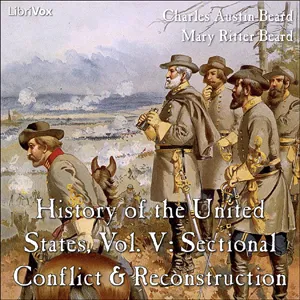 LibriVox
Charles Austin Beard
Mary Ritter Beard
History of the United
States, Vol. V: Sectional
Conflict & Reconstruction